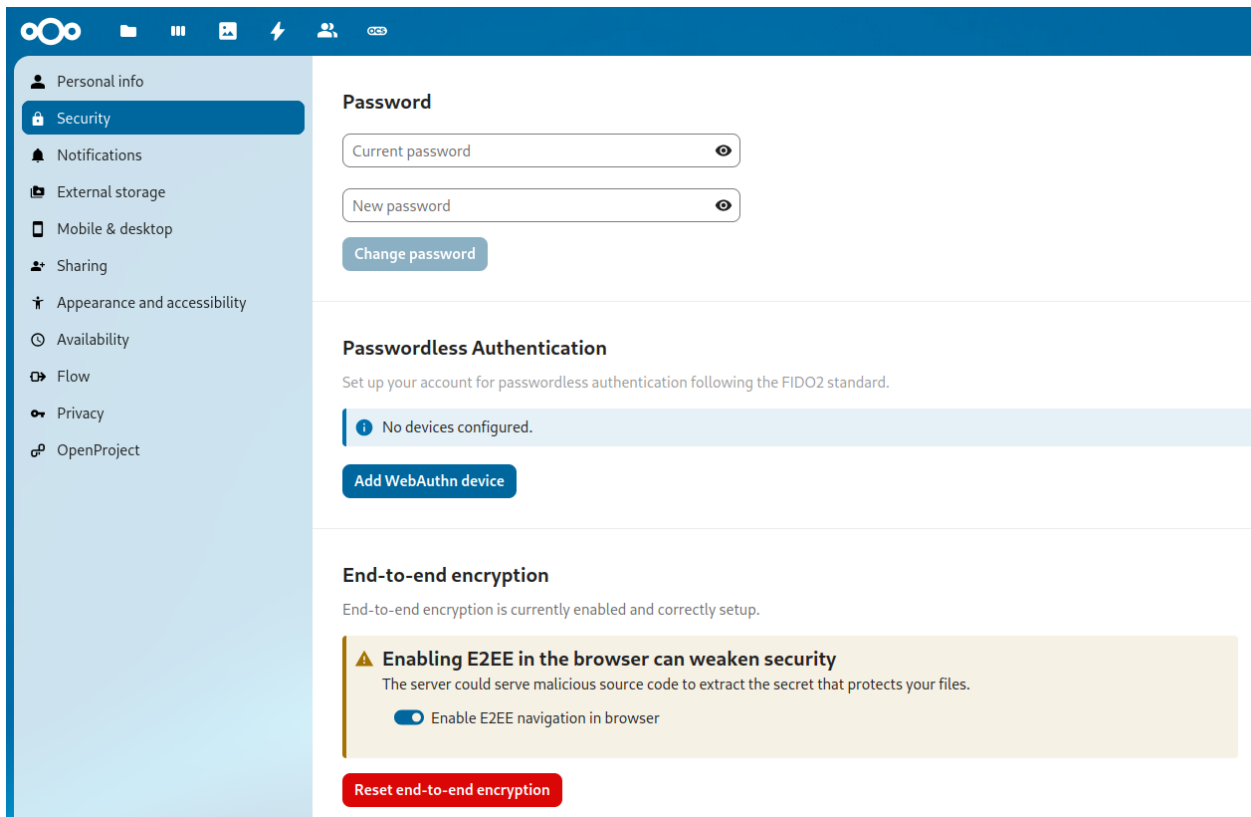 OCS
Personal info
Security
Notifications
External storage
Mobile & desktop
Sharing
Appearance and accessibility
Availability
Flow
Privacy
OpenProject
Password
Current password
New password
Change password
Passwordless Authentication
Set up your account for passwordless authentication following the FIDO2 standard.
No devices configured.
Add WebAuthn device
End-to-end encryption
End-to-end encryption is currently enabled and correctly setup.
Enabling E2EE in the browser can weaken security
The server could serve malicious source code to extract the secret that protects your files.
Enable E2EE navigation in browser
Reset end-to-end encryption